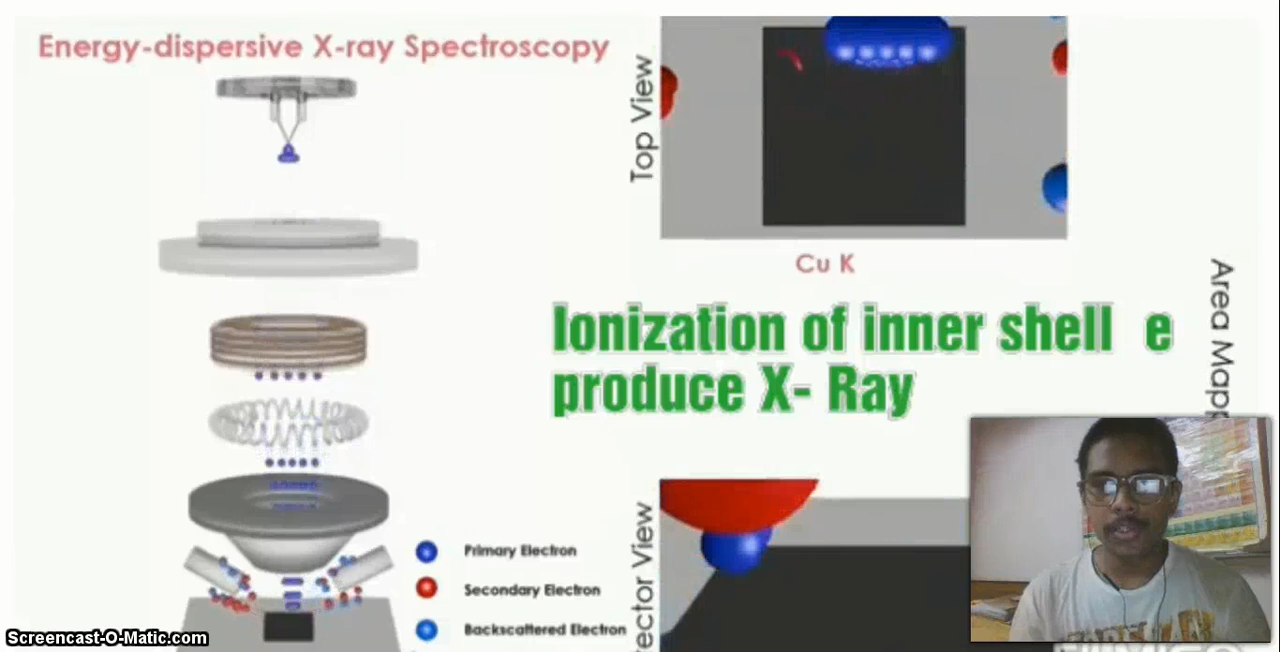 Energy-dispersive X-ray Spectroscopy
Top View
Cu K
Ionization of inner shell e
produce X- Ray
Area Mapp
Primary Electron
Secondary Electron
Backscattered Electron
ector View
Screencast-O-Matic.com